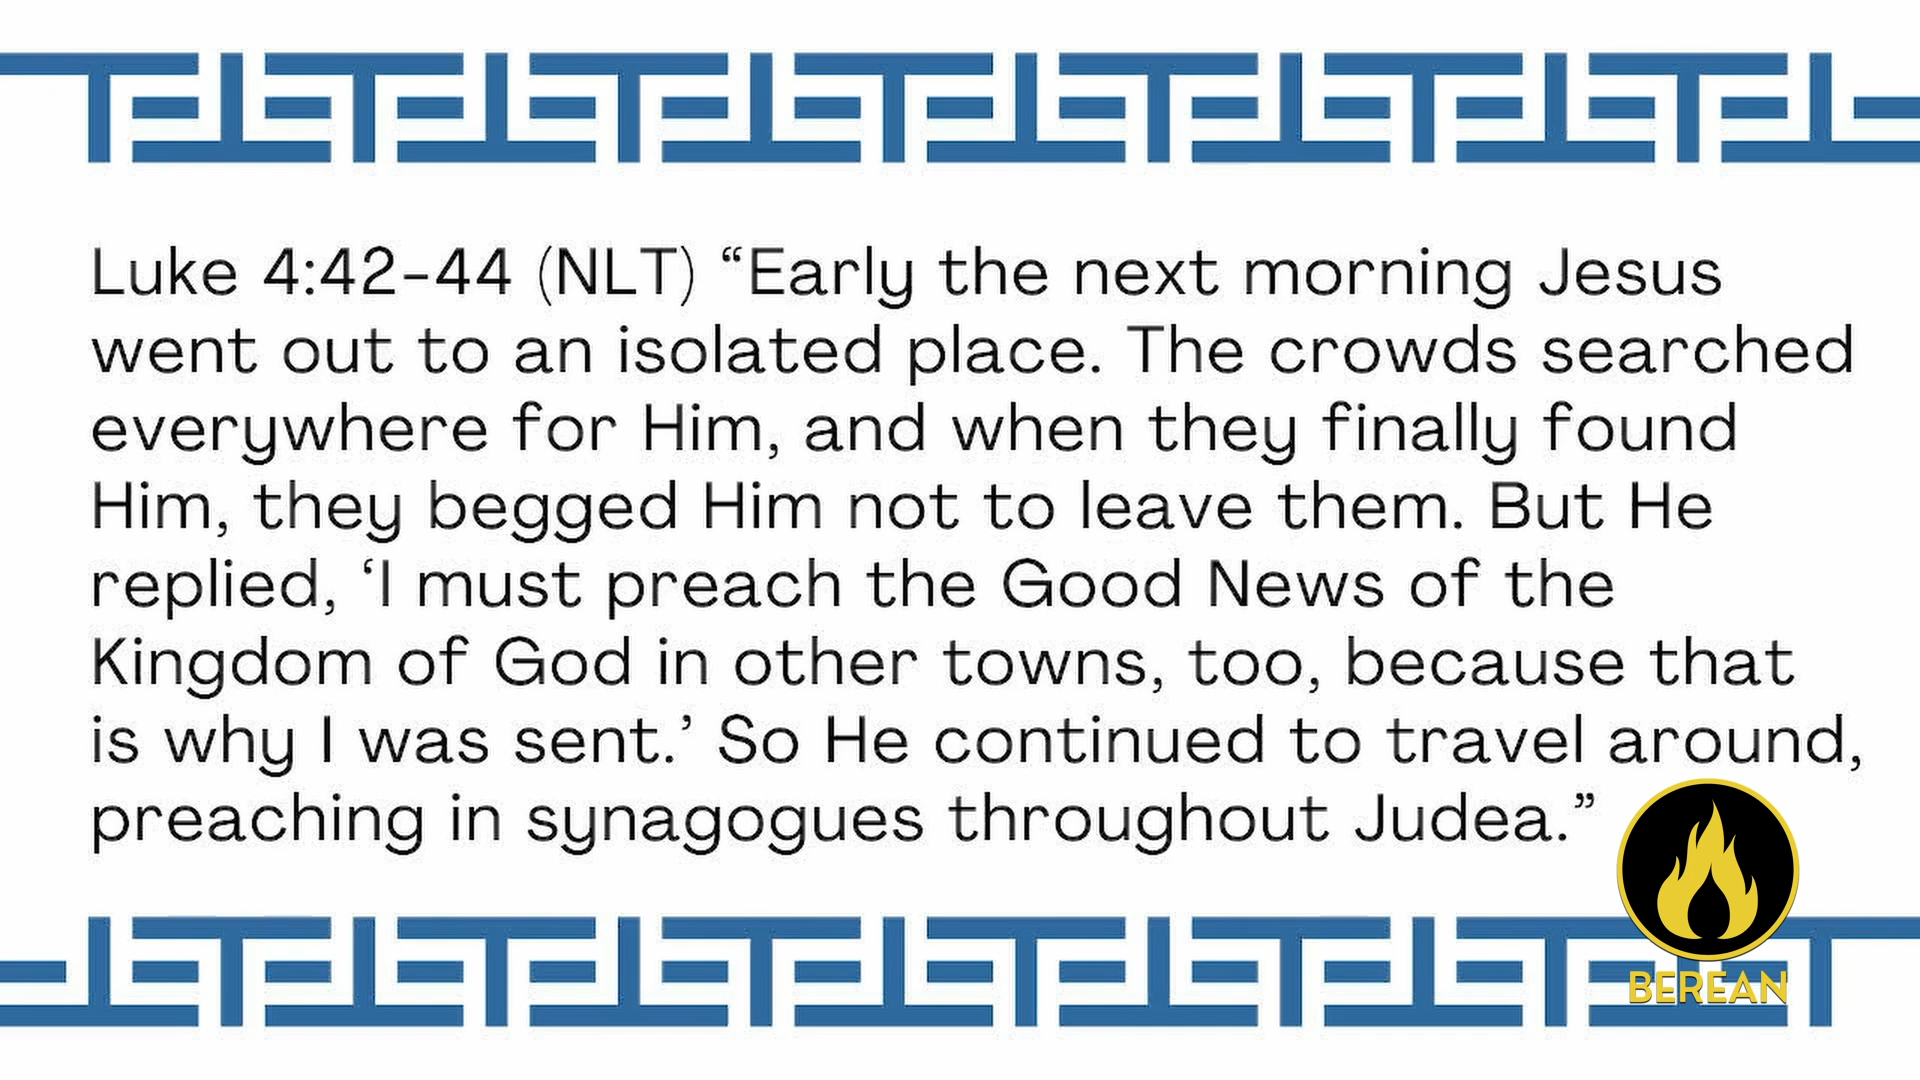 Luke 4:42-44 (NLT) “Early the next morning Jesus
went out to an isolated place. The crowds searched
everywhere for Him, and when they finally found
Him, they begged Him not to leave them. But He
replied, ‘I must preach the Good News of the
Kingdom of God in other towns, too, because that
is why I was sent.’ So He continued to travel around,
preaching in synagogues throughout Judea.”
BEREAN